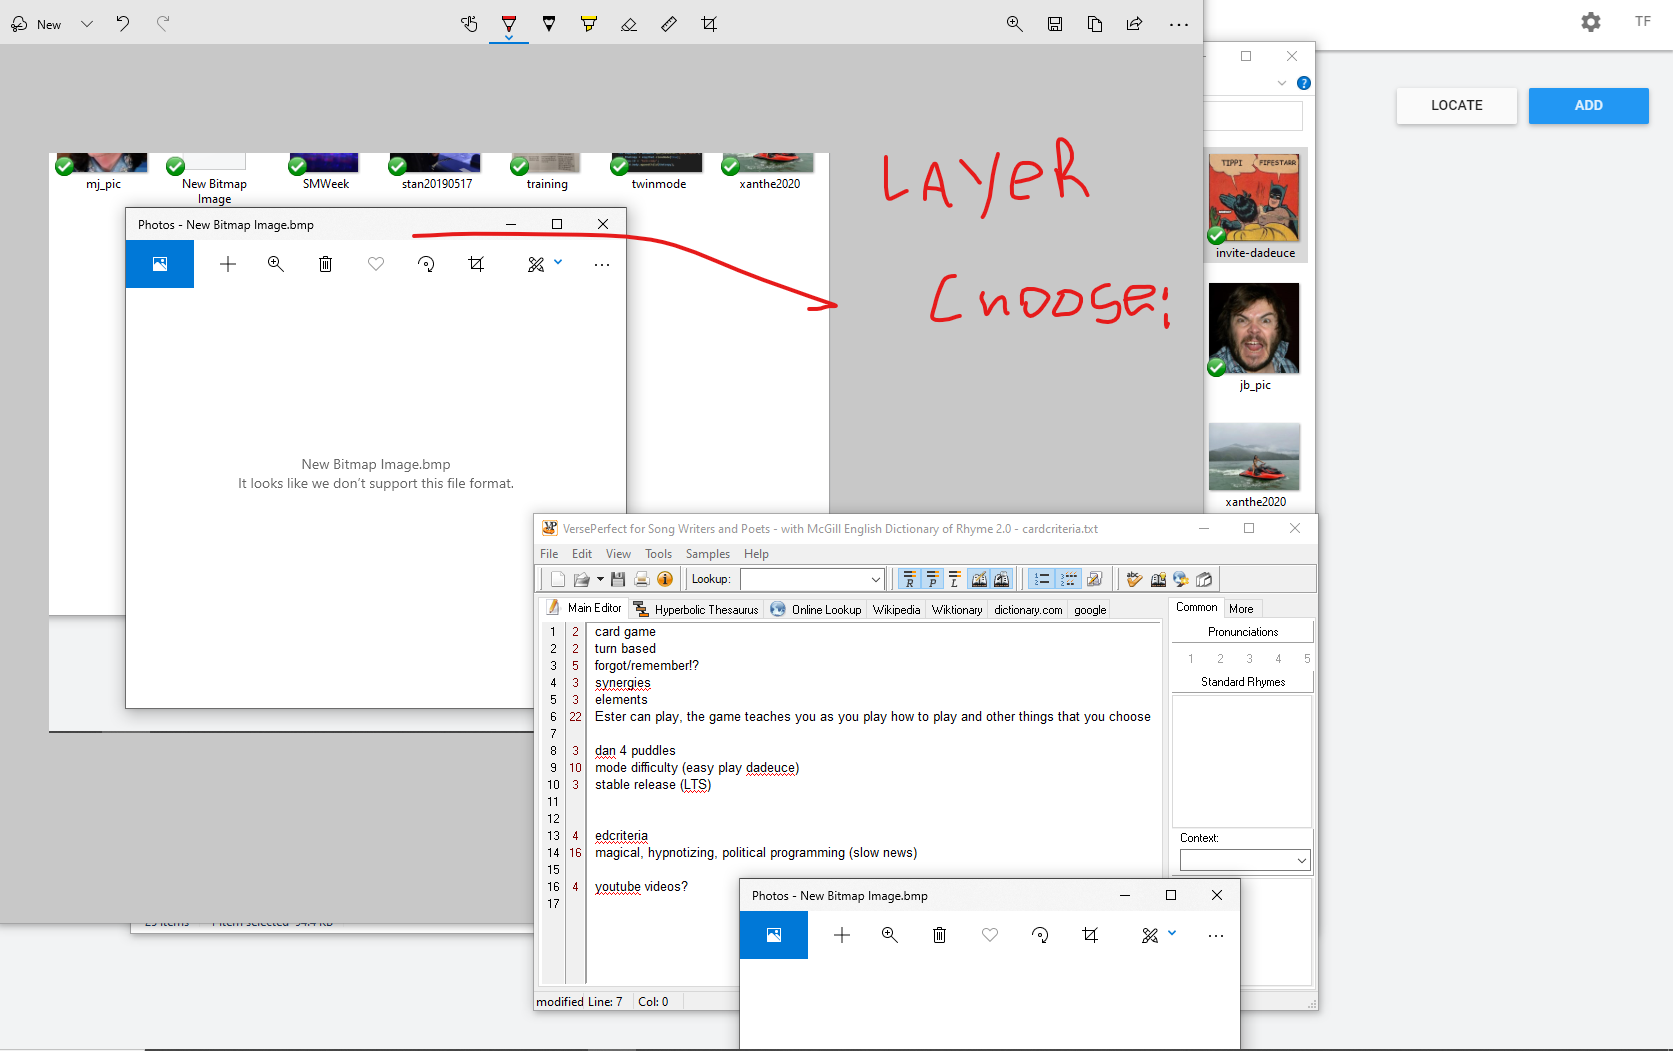 New
TF
LOCATE
ADD
mj_pic
New Bitmap Image
SMWeek
stan20190517
training
twinmode
xanthe2020
LAYER
CHOOSE:
TIPPI
FIFESTARR
invite-dadeuce
jb_pic
xanthe2020
Photos - New Bitmap Image.bmp
New Bitmap Image.bmp
It looks like we don't support this file format.
VersePerfect for Song Writers and Poets - with McGill English Dictionary of Rhyme 2.0 - cardcriteria.txt
File Edit View Tools Samples Help
Lookup:
R P L
Main Editor Hyperbolic Thesaurus Online Lookup Wikipedia Wiktionary dictionary.com google
Common More
Pronunciations
1 2 3 4 5
Standard Rhymes
Context:
1 2 card game
2 2 turn based
3 5 forgot/remember!?
4 3 synergies
5 3 elements
6 22 Ester can play, the game teaches you as you play how to play and other things that you choose
7
8 3 dan 4 puddles
9 10 mode difficulty (easy play dadeuce)
10 3 stable release (LTS)
11
12
13 4 edcriteria
14 16 magical, hypnotizing, political programming (slow news)
15
16 4 youtube videos?
17
Photos - New Bitmap Image.bmp
modified Line: 7 Col: 0